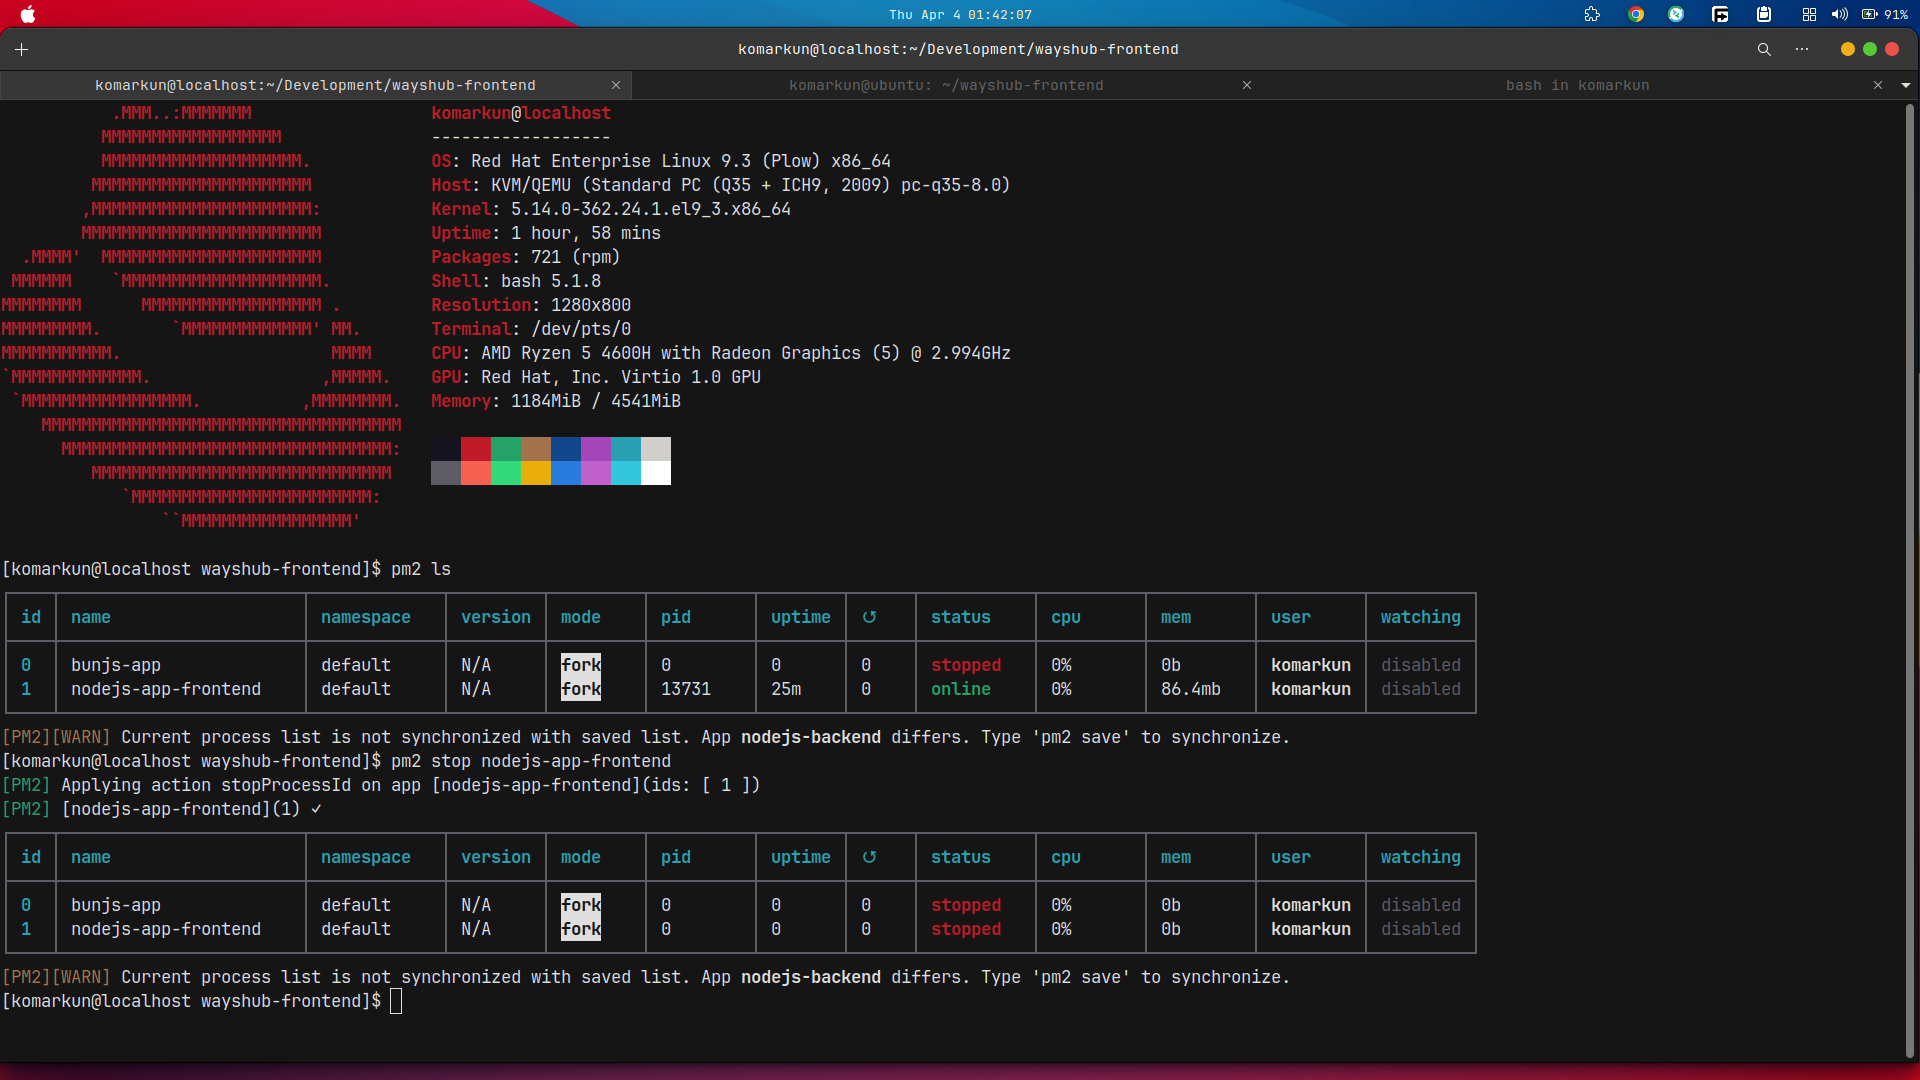 Thu Apr 4 01:42:07
91%
komarkun@localhost:~/Development/wayshub-frontend
komarkun@localhost:~/Development/wayshub-frontend
komarkun@ubuntu: ~/wayshub-frontend
bash in komarkun
.MMM..:MMMMMMM komarkun@localhost
MMMMMMMMMMMMMMMMMM ------------------
MMMMMMMMMMMMMMMMMMMM. OS: Red Hat Enterprise Linux 9.3 (Plow) x86_64
MMMMMMMMMMMMMMMMMMMMMM Host: KVM/QEMU (Standard PC (Q35 + ICH9, 2009) pc-q35-8.0)
,MMMMMMMMMMMMMMMMMMMMMM: Kernel: 5.14.0-362.24.1.el9_3.x86_64
MMMMMMMMMMMMMMMMMMMMMMMM Uptime: 1 hour, 58 mins
.MMMM' MMMMMMMMMMMMMMMMMMMMMM Packages: 721 (rpm)
MMMMMM `MMMMMMMMMMMMMMMMMMMM. Shell: bash 5.1.8
MMMMMMMM MMMMMMMMMMMMMMMMMM . Resolution: 1280x800
MMMMMMMMM. `MMMMMMMMMMMMM' MM. Terminal: /dev/pts/0
MMMMMMMMMMM. MMMM CPU: AMD Ryzen 5 4600H with Radeon Graphics (5) @ 2.994GHz
`MMMMMMMMMMMMM. ,MMMMM. GPU: Red Hat, Inc. Virtio 1.0 GPU
`MMMMMMMMMMMMMMMMM. ,MMMMMMMM. Memory: 1184MiB / 4541MiB
MMMMMMMMMMMMMMMMMMMMMMMMMMMMMMMMMMMM
MMMMMMMMMMMMMMMMMMMMMMMMMMMMMMMMM:
MMMMMMMMMMMMMMMMMMMMMMMMMMMMMM
`MMMMMMMMMMMMMMMMMMMMMMMM:
``MMMMMMMMMMMMMMMMM'
[komarkun@localhost wayshub-frontend]$ pm2 ls
id name namespace version mode pid uptime ↺ status cpu mem user watching
0 bunjs-app default N/A fork 0 0 0 stopped 0% 0b komarkun disabled
1 nodejs-app-frontend default N/A fork 13731 25m 0 online 0% 86.4mb komarkun disabled
[PM2][WARN] Current process list is not synchronized with saved list. App nodejs-backend differs. Type 'pm2 save' to synchronize.
[komarkun@localhost wayshub-frontend]$ pm2 stop nodejs-app-frontend
[PM2] Applying action stopProcessId on app [nodejs-app-frontend](ids: [ 1 ])
[PM2] [nodejs-app-frontend](1) ✓
id name namespace version mode pid uptime ↺ status cpu mem user watching
0 bunjs-app default N/A fork 0 0 0 stopped 0% 0b komarkun disabled
1 nodejs-app-frontend default N/A fork 0 0 0 stopped 0% 0b komarkun disabled
[PM2][WARN] Current process list is not synchronized with saved list. App nodejs-backend differs. Type 'pm2 save' to synchronize.
[komarkun@localhost wayshub-frontend]$